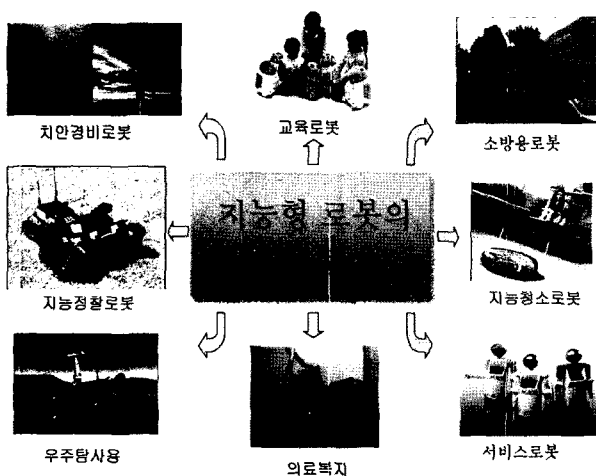 치안경비로봇
교육로봇
소방용로봇
지능형 로봇의
지능정찰로봇
지능청소로봇
우주탐사용
의료복지
서비스로봇